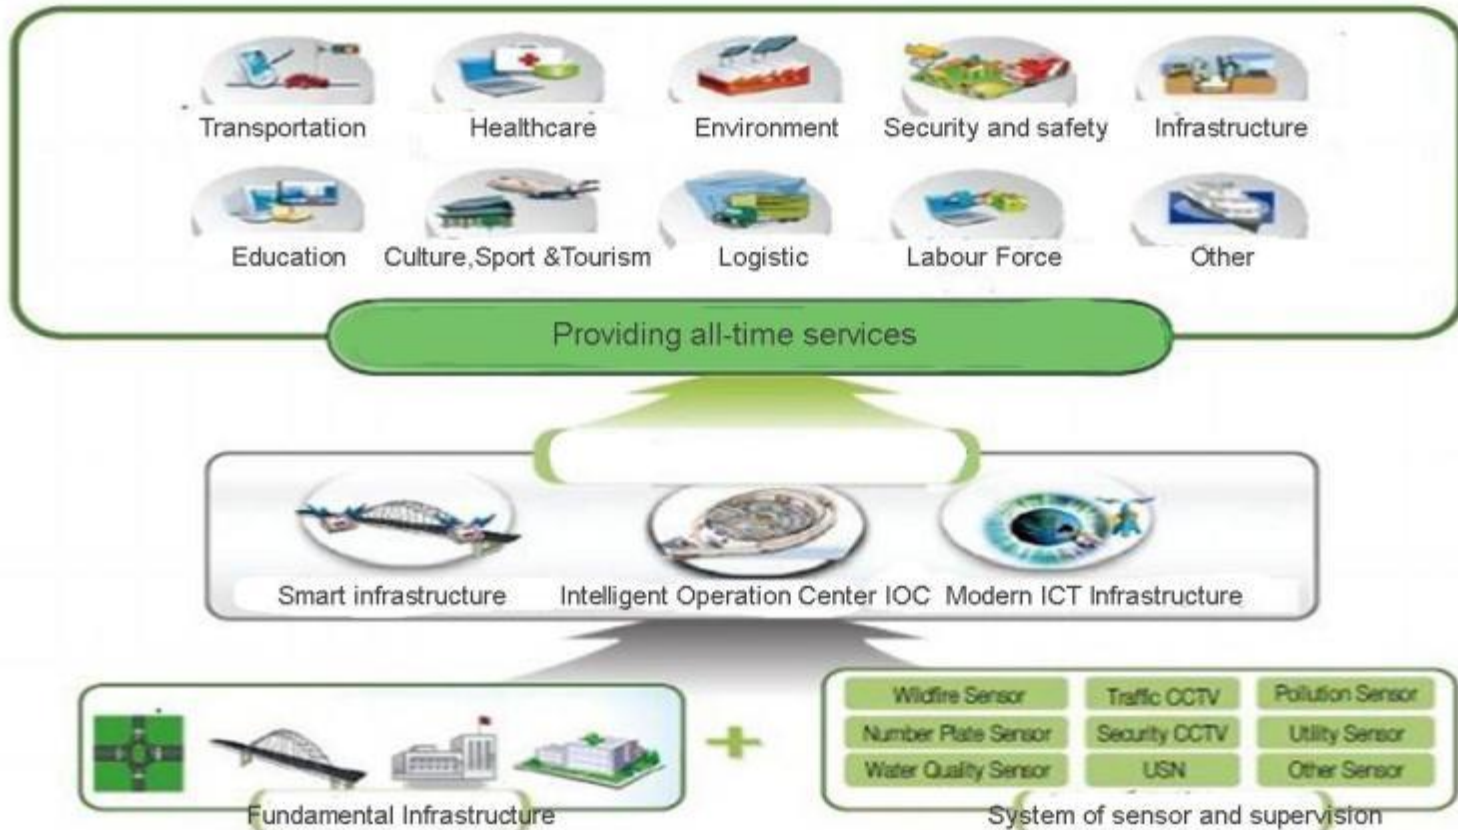 Transportation
Healthcare
Environment
Security and safety
Infrastructure
Education
Culture,Sport &Tourism
Logistic
Labour Force
Other
Providing all-time services
Smart infrastructure
Intelligent Operation Center IOC
Modern ICT Infrastructure
Fundamental Infrastructure
Wildfire Sensor
Traffic CCTV
Pollution Sensor
Number Plate Sensor
Security CCTV
Utility Sensor
Water Quality Sensor
USN
Other Sensor
System of sensor and supervision